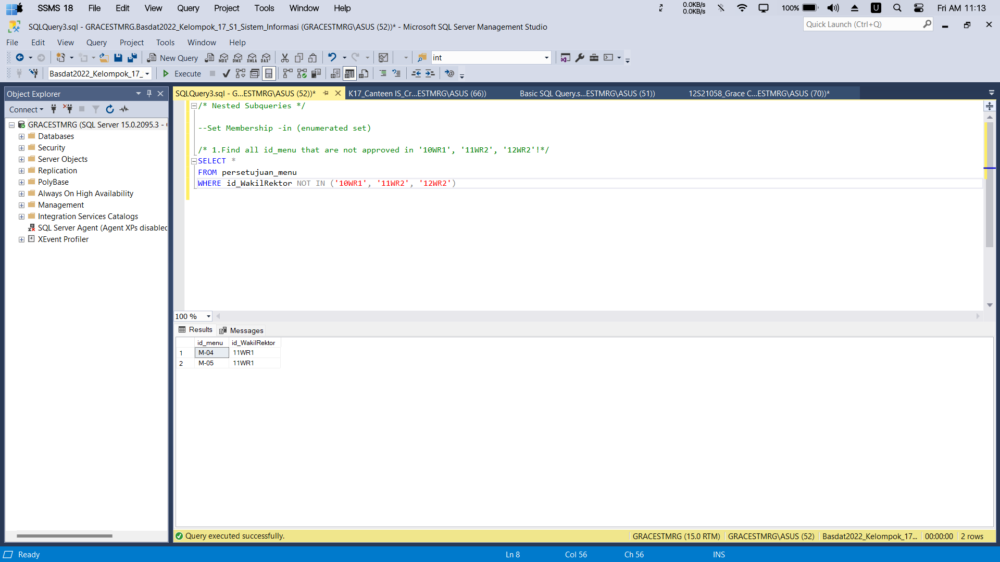 SSMS 18 File Edit View Query Project Tools Window Help 0.0KB/s 0.0KB/s 100% U Fri AM 11:13
SQLQuery3.sql - GRACESTMRG.Basdat2022_Kelompok_17_S1_Sistem_Informasi (GRACESTMRG\ASUS (52))* - Microsoft SQL Server Management Studio
Quick Launch (Ctrl+Q)
File Edit View Query Project Tools Window Help
New Query MDX DMX XMLA DAX int
Basdat2022_Kelompok_17_ Execute
Object Explorer
SQLQuery3.sql - G...ESTMRG\ASUS (52))* K17_Canteen IS_Cr...ESTMRG\ASUS (66)) Basic SQL Query.s...ESTMRG\ASUS (51)) 12S21058_Grace C...ESTMRG\ASUS (70))*
Connect
GRACESTMRG (SQL Server 15.0.2095.3 -
Databases
Security
Server Objects
Replication
PolyBase
Always On High Availability
Management
Integration Services Catalogs
SQL Server Agent (Agent XPs disabled
XEvent Profiler
/* Nested Subqueries */
--Set Membership -in (enumerated set)
/* 1.Find all id_menu that are not approved in '10WR1', '11WR2', '12WR2'!*/
SELECT *
FROM persetujuan_menu
WHERE id_WakilRektor NOT IN ('10WR1', '11WR2', '12WR2')
100 %
Results Messages
id_menu id_WakilRektor
1 M-04 11WR1
2 M-05 11WR1
Query executed successfully. GRACESTMRG (15.0 RTM) GRACESTMRG\ASUS (52) Basdat2022_Kelompok_17... 00:00:00 2 rows
Ready Ln 8 Col 56 Ch 56 INS